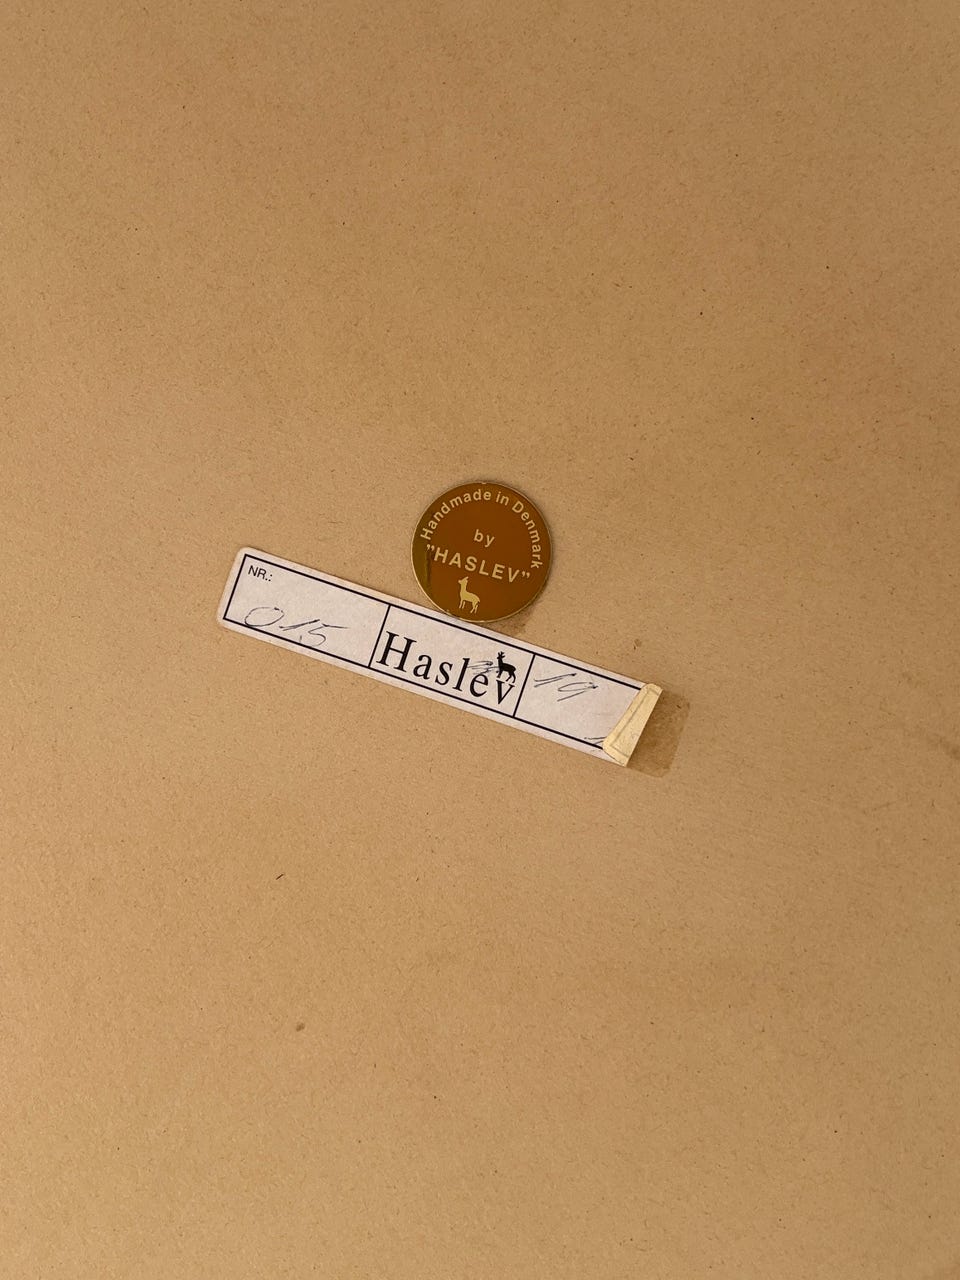 Handmade in Denmark
by
"HASLEV"
NR.:
015
Haslev
19